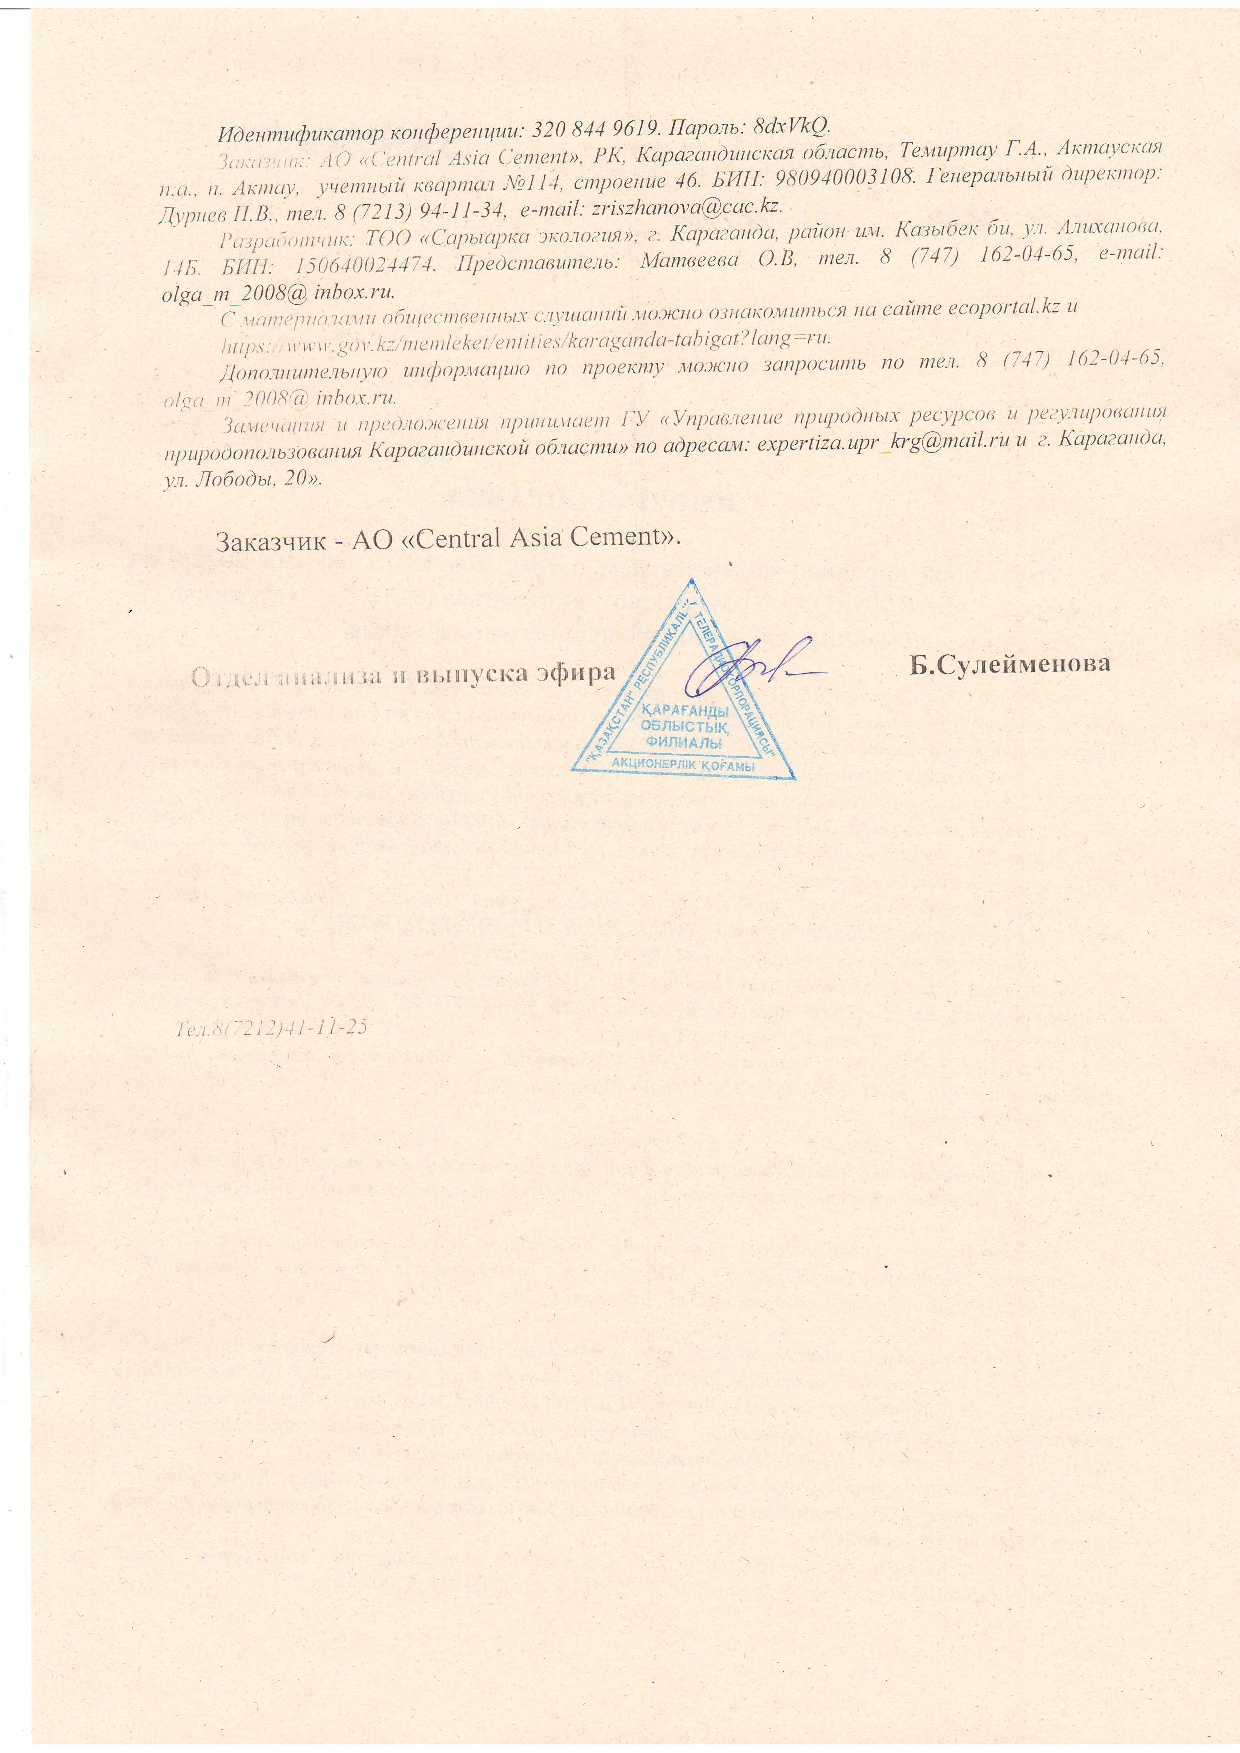 Идентификатор конференции: 320 844 9619. Пароль: 8dxVkQ.
Заказчик: АО «Central Asia Cement», РК, Карагандинская область, Темиртау Г.А., Актауская
п.а., п. Актау, учетный квартал №114, строение 46. БИН: 980940003108. Генеральный директор:
Дурнев П.В., тел. 8 (7213) 94-11-34, e-mail: zriszhanova@cac.kz.
Разработчик: ТОО «Сарыарка экология», г. Караганда, район им. Казыбек би, ул. Алиханова,
14Б. БИН: 150640024474. Представитель: Матвеева О.В, тел. 8 (747) 162-04-65, e-mail:
olga_m_2008@ inbox.ru.
С материалами общественных слушаний можно ознакомиться на сайте ecoportal.kz и
https://www.gov.kz/memleket/entities/karaganda-tabigat?lang=ru.
Дополнительную информацию по проекту можно запросить по тел. 8 (747) 162-04-65,
olga_m_2008@ inbox.ru.
Замечания и предложения принимает ГУ «Управление природных ресурсов и регулирования
природопользования Карагандинской области» по адресам: expertiza.upr_krg@mail.ru и г. Караганда,
ул. Лободы, 20».
Заказчик - АО «Central Asia Cement».
Отдел анализа и выпуска эфира
Б.Сулейменова
"ҚАЗАҚСТАН" РЕСПУБЛИКАЛЫҚ
ТЕЛЕРАДИОКОРПОРАЦИЯСЫ"
ҚАРАҒАНДЫ
ОБЛЫСТЫҚ
ФИЛИАЛЫ
АКЦИОНЕРЛІК ҚОҒАМЫ
Тел.8(7212)41-11-25